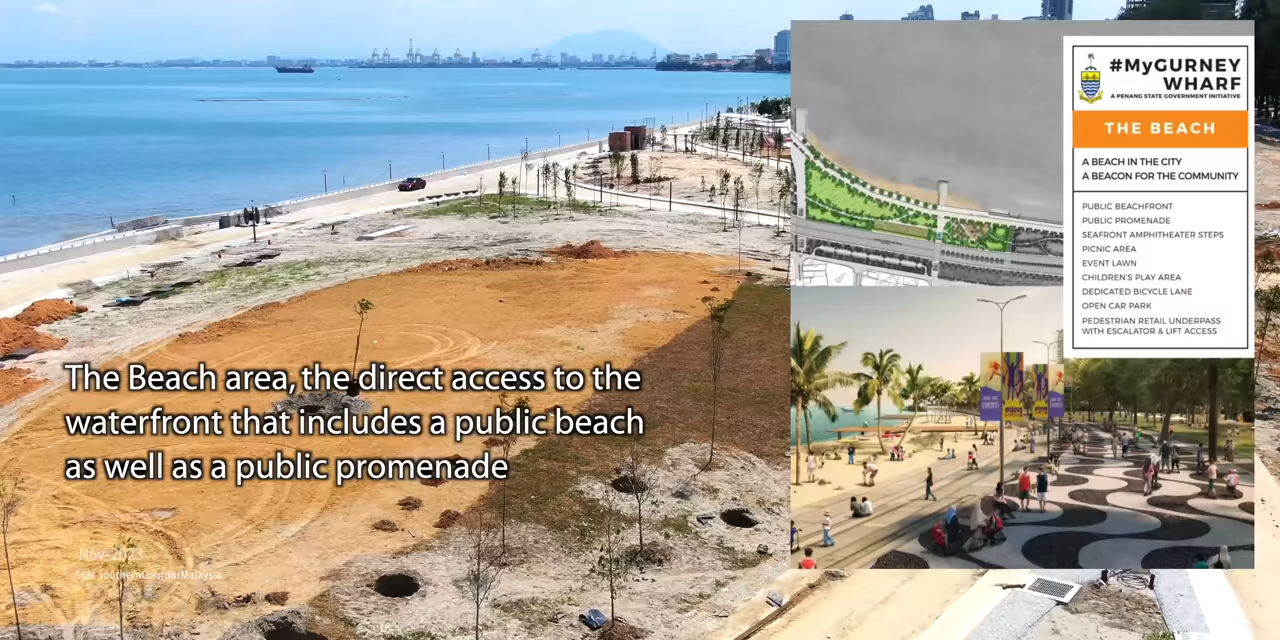 #MyGURNEY
WHARF
A PENANG STATE GOVERNMENT INITIATIVE
THE BEACH
A BEACH IN THE CITY
A BEACON FOR THE COMMUNITY
PUBLIC BEACHFRONT
PUBLIC PROMENADE
SEAFRONT AMPHITHEATER STEPS
PICNIC AREA
EVENT LAWN
CHILDREN'S PLAY AREA
DEDICATED BICYCLE LANE
OPEN CAR PARK
PEDESTRIAN RETAIL UNDERPASS
WITH ESCALATOR & LIFT ACCESS
The Beach area, the direct access to the
waterfront that includes a public beach
as well as a public promenade
Nov-2023
SCM SouthernCorridorMalaysia